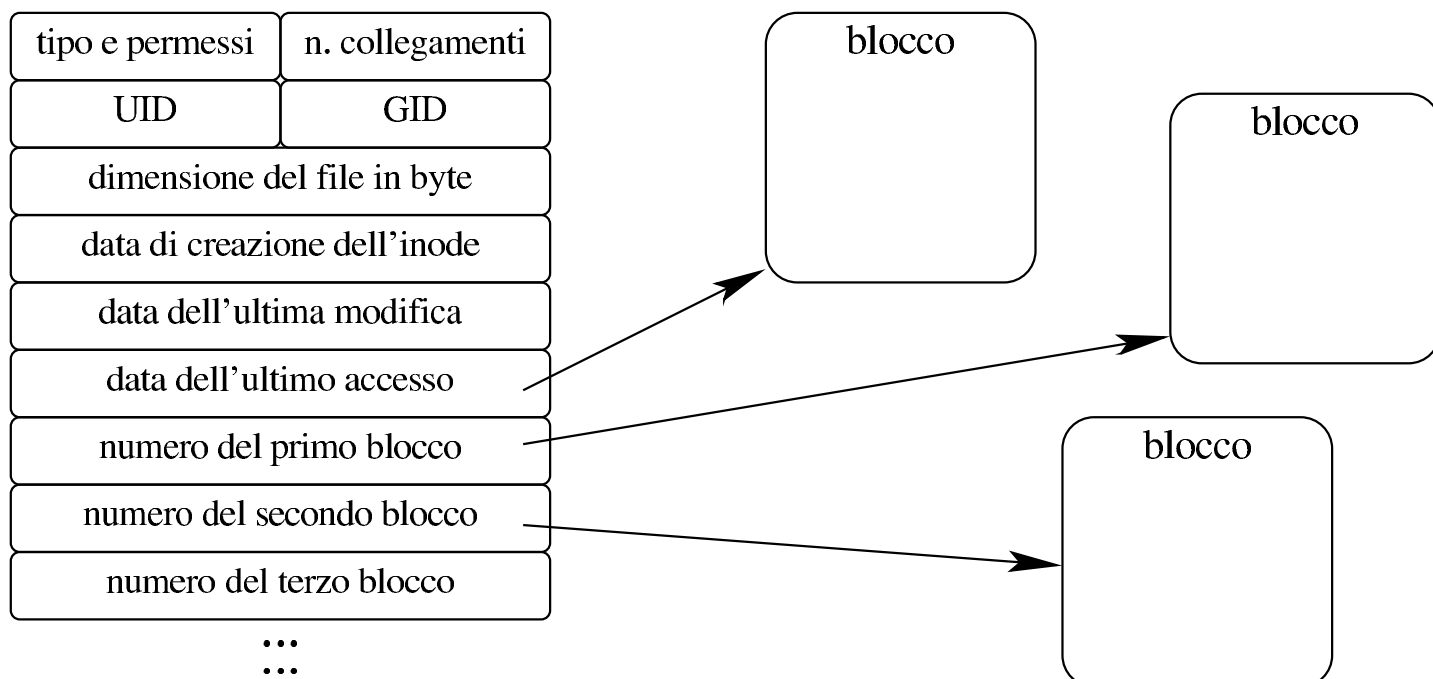 tipo e permessi n. collegamenti
UID GID
dimensione del file in byte
data di creazione dell'inode
data dell'ultima modifica
data dell'ultimo accesso
numero del primo blocco
numero del secondo blocco
numero del terzo blocco
...
...
blocco
blocco
blocco